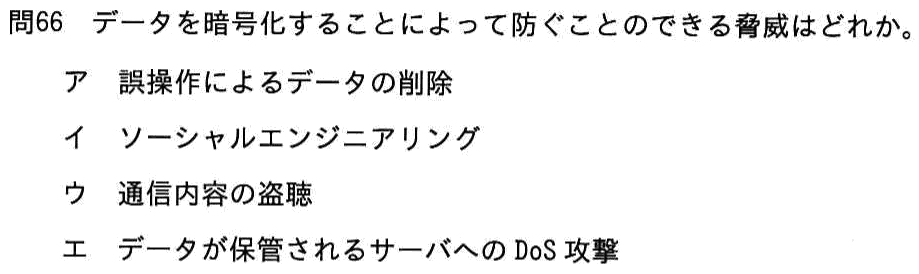 問66　データを暗号化することによって防ぐことのできる脅威はどれか。
ア　誤操作によるデータの削除
イ　ソーシャルエンジニアリング
ウ　通信内容の盗聴
エ　データが保管されるサーバへの DoS 攻撃